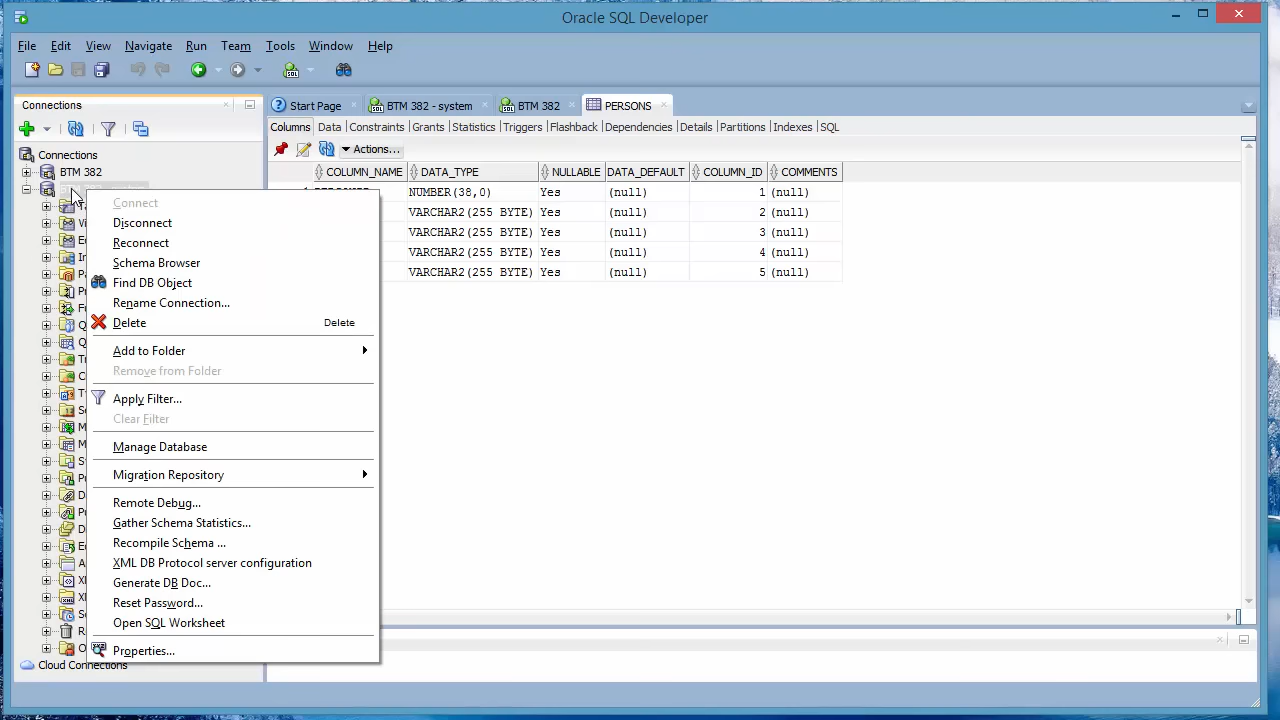 Oracle SQL Developer
File Edit View Navigate Run Team Tools Window Help
Connections
Start Page
BTM 382 - system
BTM 382
PERSONS
Columns Data Constraints Grants Statistics Triggers Flashback Dependencies Details Partitions Indexes SQL
Actions...
Connections
BTM 382
COLUMN_NAME DATA_TYPE NULLABLE DATA_DEFAULT COLUMN_ID COMMENTS
NUMBER(38,0) Yes (null) 1 (null)
VARCHAR2(255 BYTE) Yes (null) 2 (null)
VARCHAR2(255 BYTE) Yes (null) 3 (null)
VARCHAR2(255 BYTE) Yes (null) 4 (null)
VARCHAR2(255 BYTE) Yes (null) 5 (null)
Connect
Disconnect
Reconnect
Schema Browser
Find DB Object
Rename Connection...
Delete Delete
Add to Folder
Remove from Folder
Apply Filter...
Clear Filter
Manage Database
Migration Repository
Remote Debug...
Gather Schema Statistics...
Recompile Schema ...
XML DB Protocol server configuration
Generate DB Doc...
Reset Password...
Open SQL Worksheet
Properties...
Cloud Connections